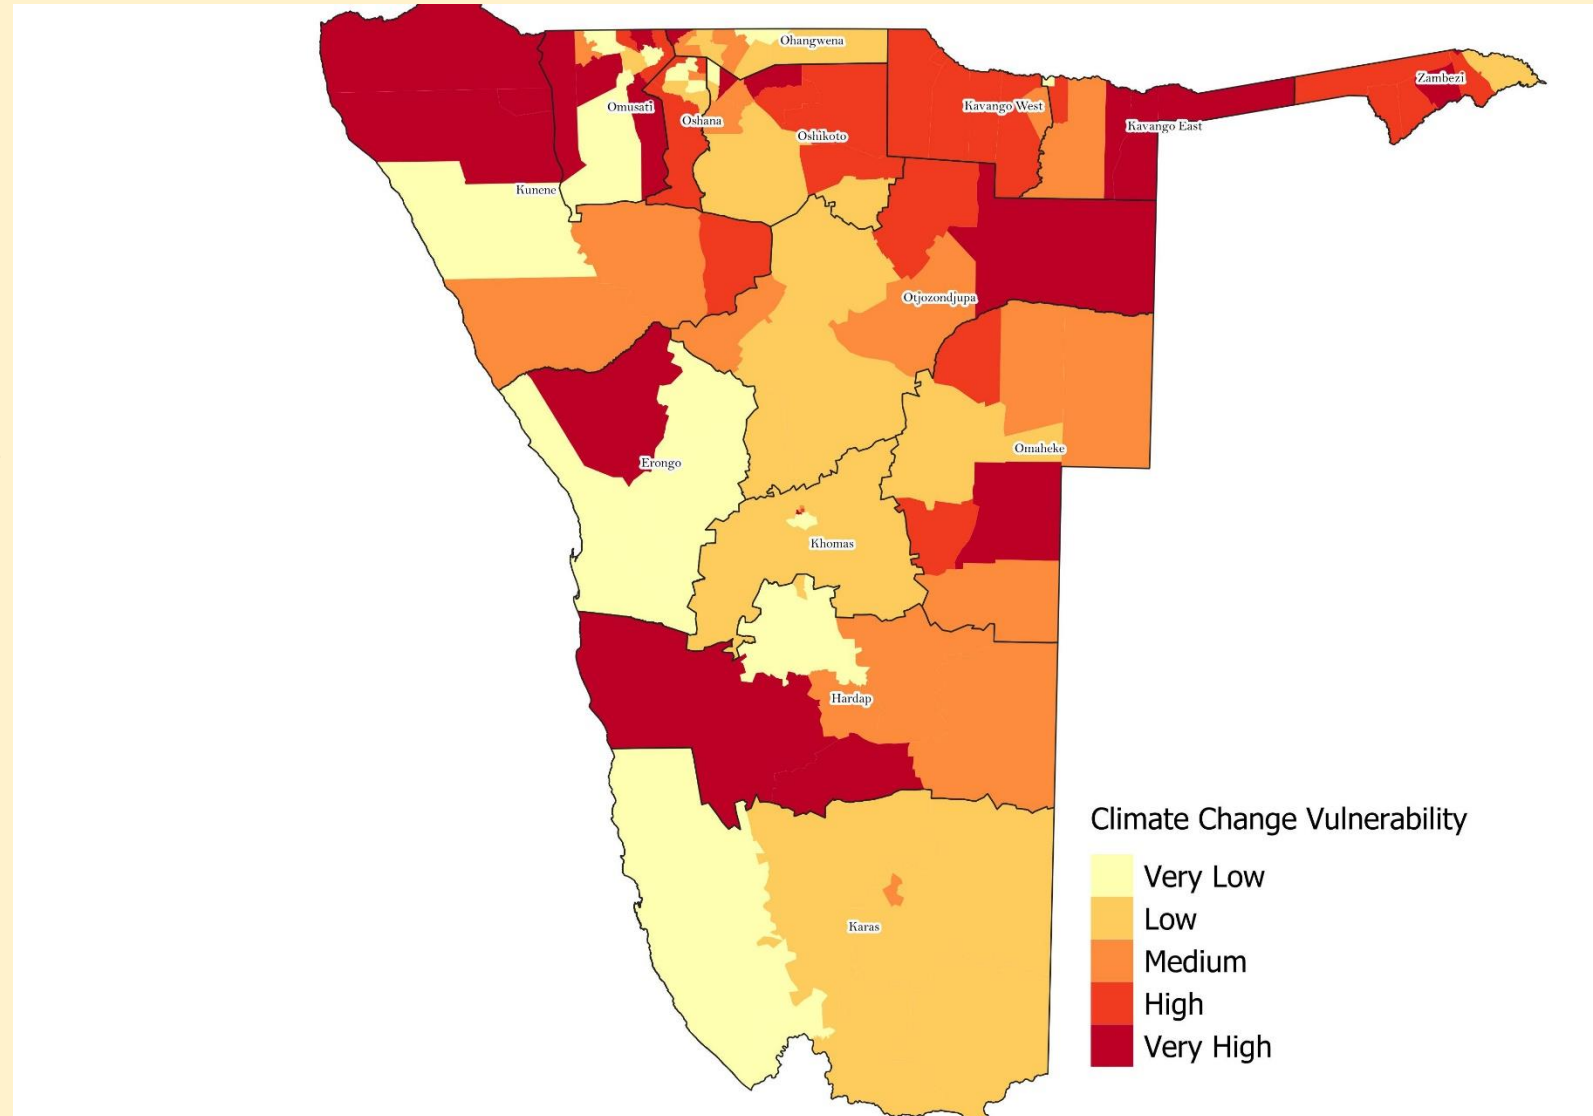 Ohangwena
Zambezi
Omusati
Kavango West
Oshana
Kavango East
Oshikoto
Kunene
Otjozondjupa
Omaheke
Erongo
Khomas
Hardap
Karas
Climate Change Vulnerability
Very Low
Low
Medium
High
Very High